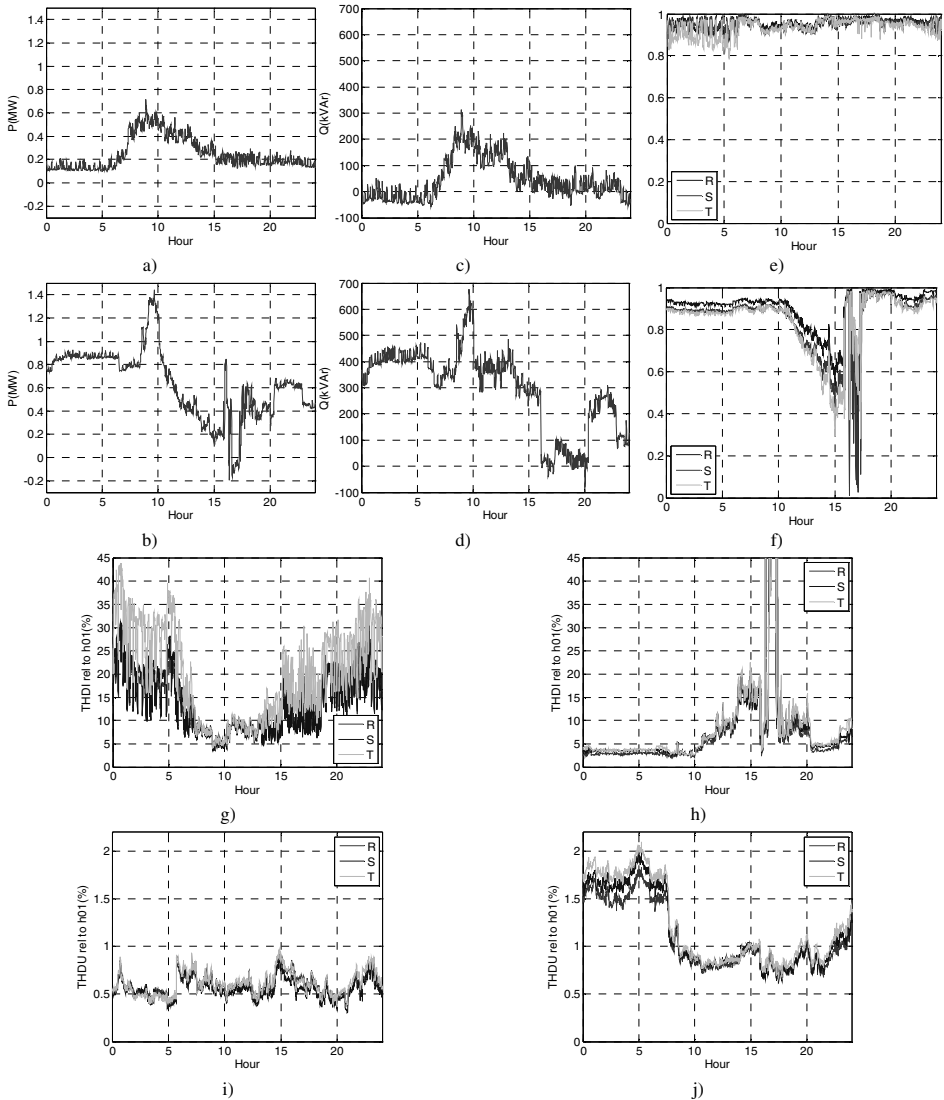 1.4
1.2
1
0.8
0.6
0.4
0.2
0
-0.2
P(MW)
0 5 10 15 20
Hour
a)
700
600
500
400
300
200
100
0
-100
Q(kVAr)
0 5 10 15 20
Hour
c)
1
0.8
0.6
0.4
0.2
0
R
S
T
0 5 10 15 20
Hour
e)
1.4
1.2
1
0.8
0.6
0.4
0.2
0
-0.2
P(MW)
0 5 10 15 20
Hour
b)
700
600
500
400
300
200
100
0
-100
Q(kVAr)
0 5 10 15 20
Hour
d)
1
0.8
0.6
0.4
0.2
0
R
S
T
0 5 10 15 20
Hour
f)
45
40
35
30
25
20
15
10
5
0
THDI rel to h01(%)
R
S
T
0 5 10 15 20
Hour
g)
45
40
35
30
25
20
15
10
5
0
THDI rel to h01(%)
R
S
T
0 5 10 15 20
Hour
h)
2
1.5
1
0.5
0
THDU rel to h01(%)
R
S
T
0 5 10 15 20
Hour
i)
2
1.5
1
0.5
0
THDU rel to h01(%)
R
S
T
0 5 10 15 20
Hour
j)